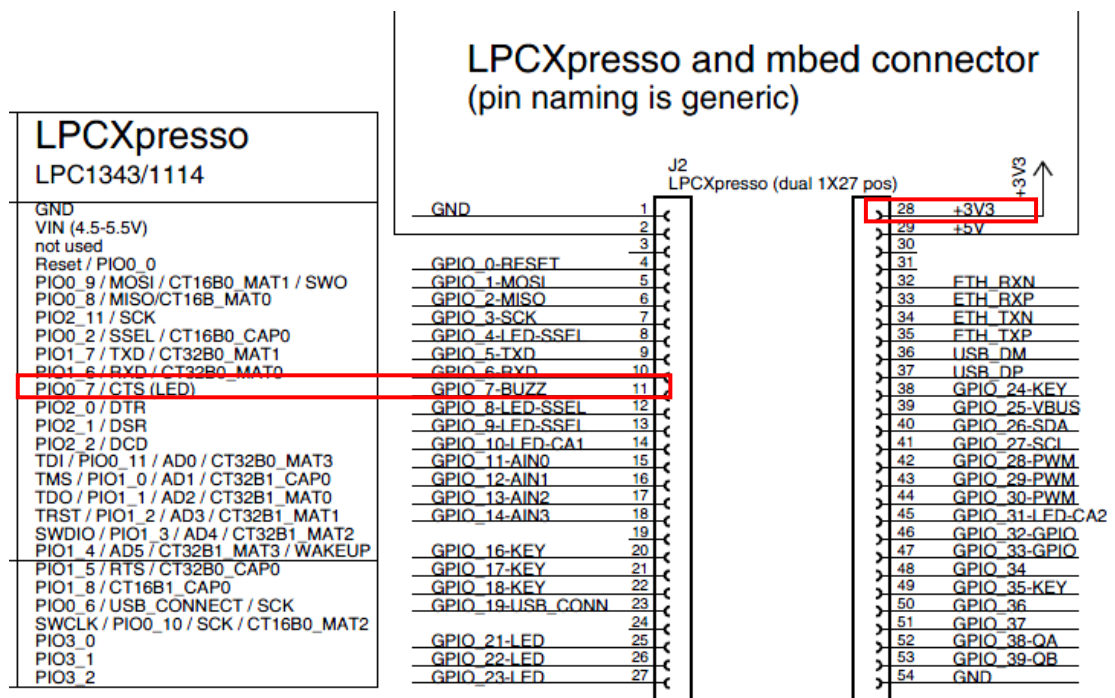 LPCXpresso and mbed connector
(pin naming is generic)
LPCXpresso
LPC1343/1114
J2
LPCXpresso (dual 1X27 pos)
+3V3
GND
VIN (4.5-5.5V)
not used
Reset / PIO0_0
PIO0_9 / MOSI / CT16B0_MAT1 / SWO
PIO0_8 / MISO/CT16B_MAT0
PIO2_11 / SCK
PIO0_2 / SSEL / CT16B0_CAP0
PIO1_7 / TXD / CT32B0_MAT1
PIO1_6 / RXD / CT32B0_MAT0
PIO0_7 / CTS (LED)
PIO2_0 / DTR
PIO2_1 / DSR
PIO2_2 / DCD
TDI / PIO0_11 / AD0 / CT32B0_MAT3
TMS / PIO1_0 / AD1 / CT32B1_CAP0
TDO / PIO1_1 / AD2 / CT32B1_MAT0
TRST / PIO1_2 / AD3 / CT32B1_MAT1
SWDIO / PIO1_3 / AD4 / CT32B1_MAT2
PIO1_4 / AD5 / CT32B1_MAT3 / WAKEUP
PIO1_5 / RTS / CT32B0_CAP0
PIO1_8 / CT16B1_CAP0
PIO0_6 / USB_CONNECT / SCK
SWCLK / PIO0_10 / SCK / CT16B0_MAT2
PIO3_0
PIO3_1
PIO3_2
GND 1
2
3
GPIO_0-RESET 4
GPIO_1-MOSI 5
GPIO_2-MISO 6
GPIO_3-SCK 7
GPIO_4-LED-SSEL 8
GPIO_5-TXD 9
GPIO_6-RXD 10
GPIO_7-BUZZ 11
GPIO_8-LED-SSEL 12
GPIO_9-LED-SSEL 13
GPIO_10-LED-CA1 14
GPIO_11-AIN0 15
GPIO_12-AIN1 16
GPIO_13-AIN2 17
GPIO_14-AIN3 18
19
GPIO_16-KEY 20
GPIO_17-KEY 21
GPIO_18-KEY 22
GPIO_19-USB_CONN 23
24
GPIO_21-LED 25
GPIO_22-LED 26
GPIO_23-LED 27
28 +3V3
29 +5V
30
31
32 ETH_RXN
33 ETH_RXP
34 ETH_TXN
35 ETH_TXP
36 USB_DM
37 USB_DP
38 GPIO_24-KEY
39 GPIO_25-VBUS
40 GPIO_26-SDA
41 GPIO_27-SCL
42 GPIO_28-PWM
43 GPIO_29-PWM
44 GPIO_30-PWM
45 GPIO_31-LED-CA2
46 GPIO_32-GPIO
47 GPIO_33-GPIO
48 GPIO_34
49 GPIO_35-KEY
50 GPIO_36
51 GPIO_37
52 GPIO_38-QA
53 GPIO_39-QB
54 GND